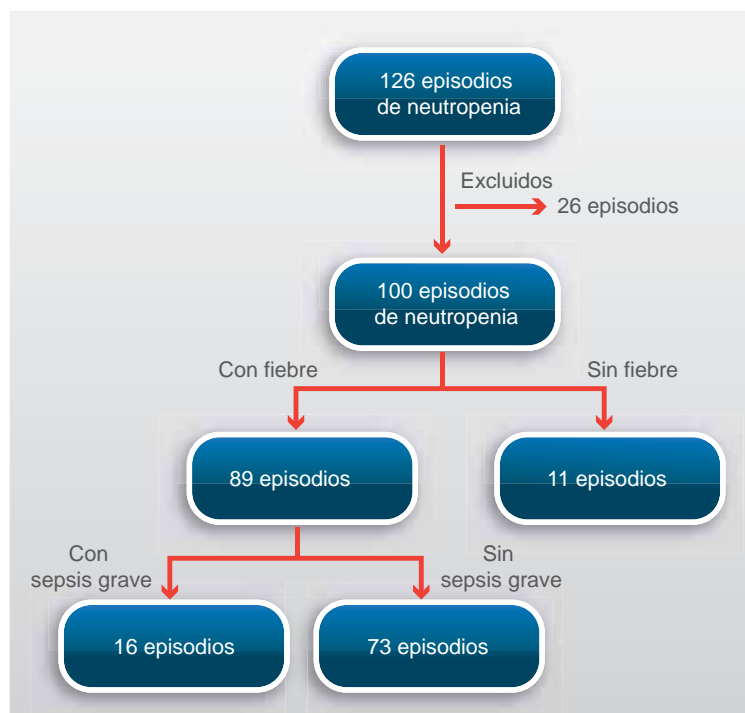 126 episodios
de neutropenia
Excluidos
26 episodios
100 episodios
de neutropenia
Con fiebre
Sin fiebre
89 episodios
11 episodios
Con
sepsis grave
Sin
sepsis grave
16 episodios
73 episodios